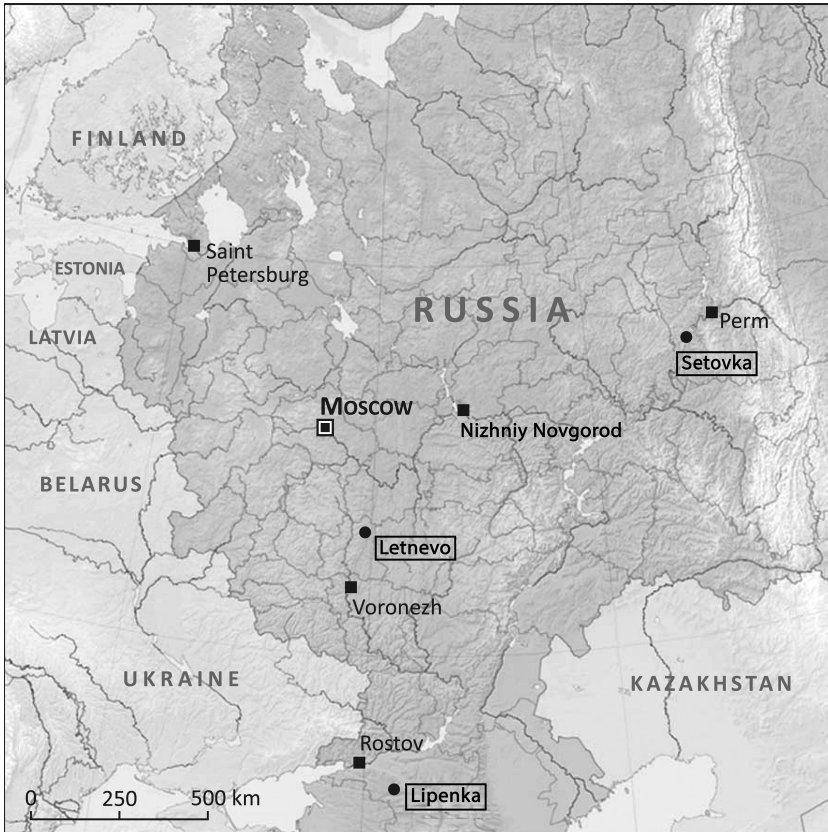 FINLAND
Saint
Petersburg
ESTONIA
RUSSIA
LATVIA
Perm
Setovka
MOSCOW
Nizhniy Novgorod
BELARUS
Letnevo
Voronezh
UKRAINE
KAZAKHSTAN
Rostov
Lipenka
0 250 500 km